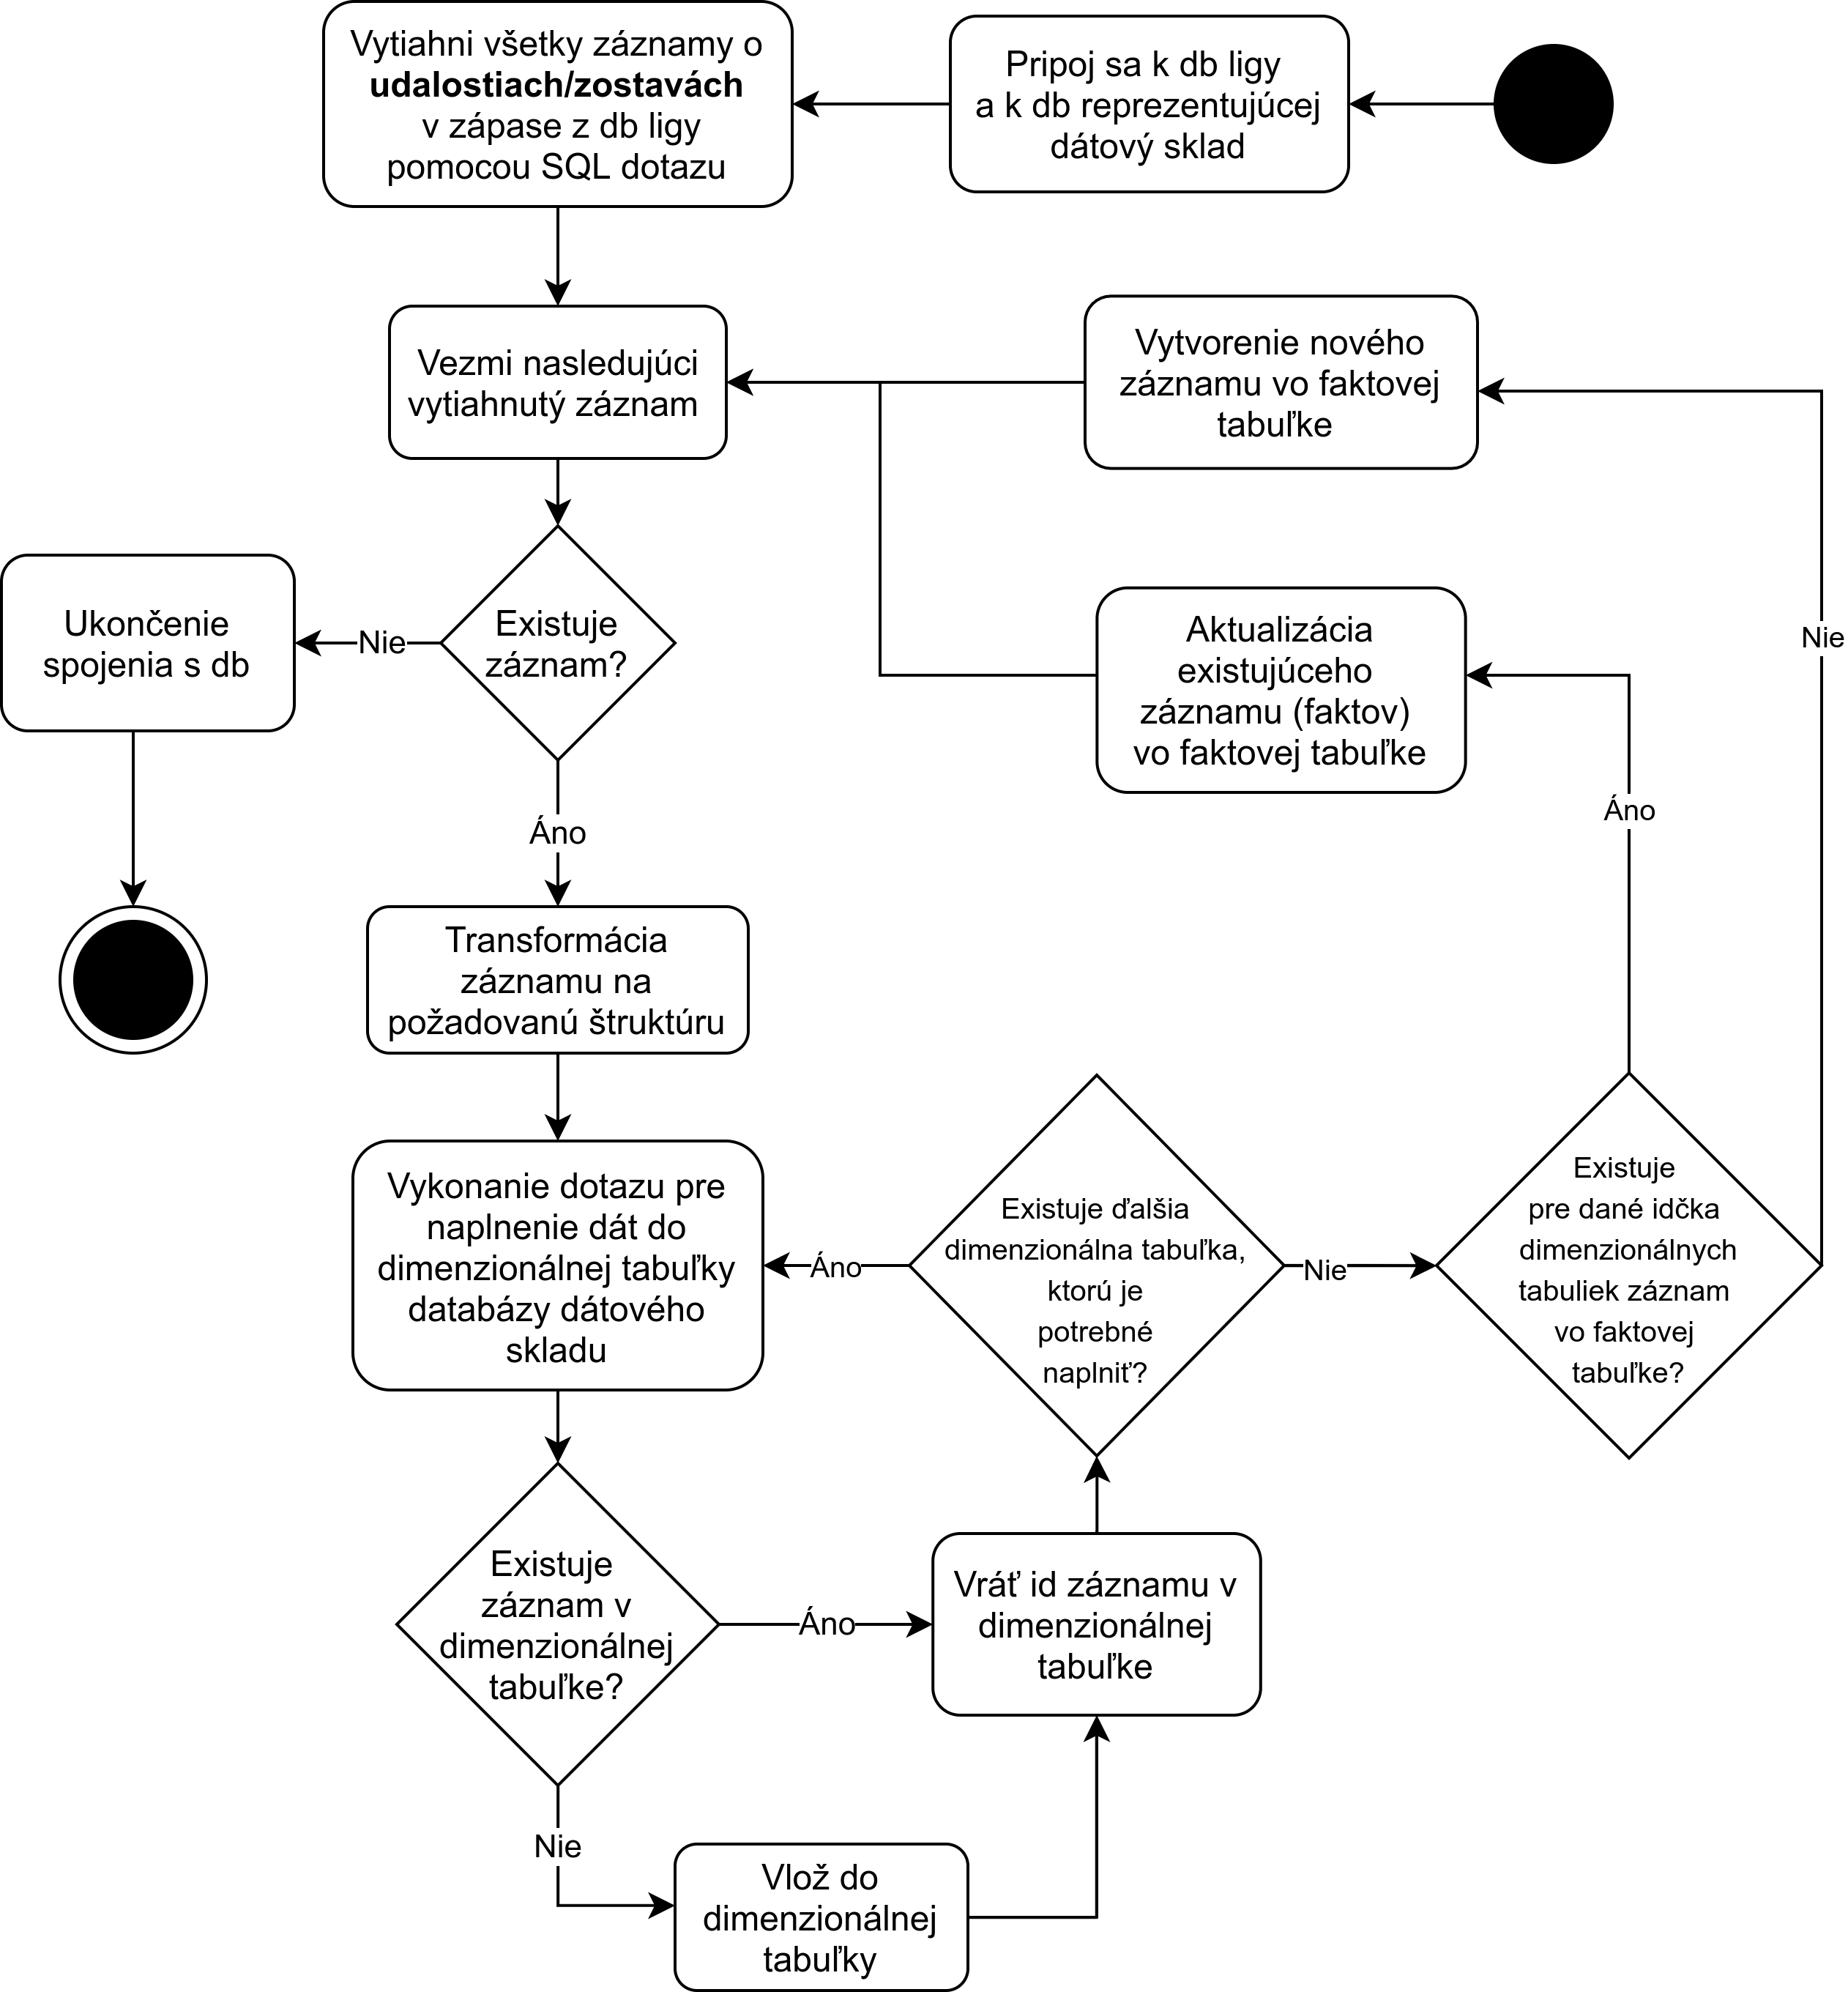 Vytiahni všetky záznamy o
udalostiach/zostavách
v zápase z db ligy
pomocou SQL dotazu
Pripoj sa k db ligy
a k db reprezentujúcej
dátový sklad
Vezmi nasledujúci
vytiahnutý záznam
Vytvorenie nového
záznamu vo faktovej
tabuľke
Ukončenie
spojenia s db
Nie
Existuje
záznam?
Aktualizácia
existujúceho
záznamu (faktov)
vo faktovej tabuľke
Nie
Áno
Áno
Transformácia
záznamu na
požadovanú štruktúru
Vykonanie dotazu pre
naplnenie dát do
dimenzionálnej tabuľky
databázy dátového
skladu
Áno
Existuje ďalšia
dimenzionálna tabuľka,
ktorú je
potrebné
naplniť?
Nie
Existuje
pre dané idčka
dimenzionálnych
tabuliek záznam
vo faktovej
tabuľke?
Existuje
záznam v
dimenzionálnej
tabuľke?
Áno
Vráť id záznamu v
dimenzionálnej
tabuľke
Nie
Vlož do
dimenzionálnej
tabuľky